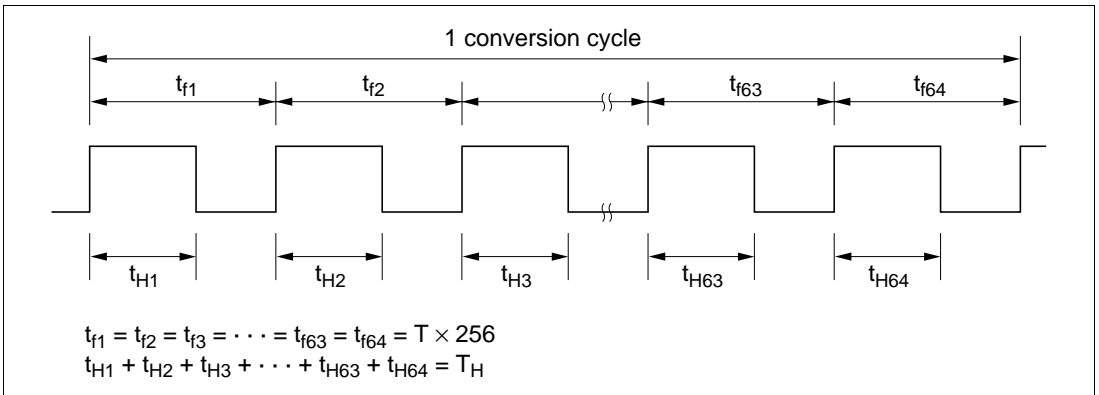 1 conversion cycle
tf1 tf2 tf63 tf64
tH1 tH2 tH3 tH63 tH64
tf1 = tf2 = tf3 = · · · = tf63 = tf64 = T × 256
tH1 + tH2 + tH3 + · · · + tH63 + tH64 = TH